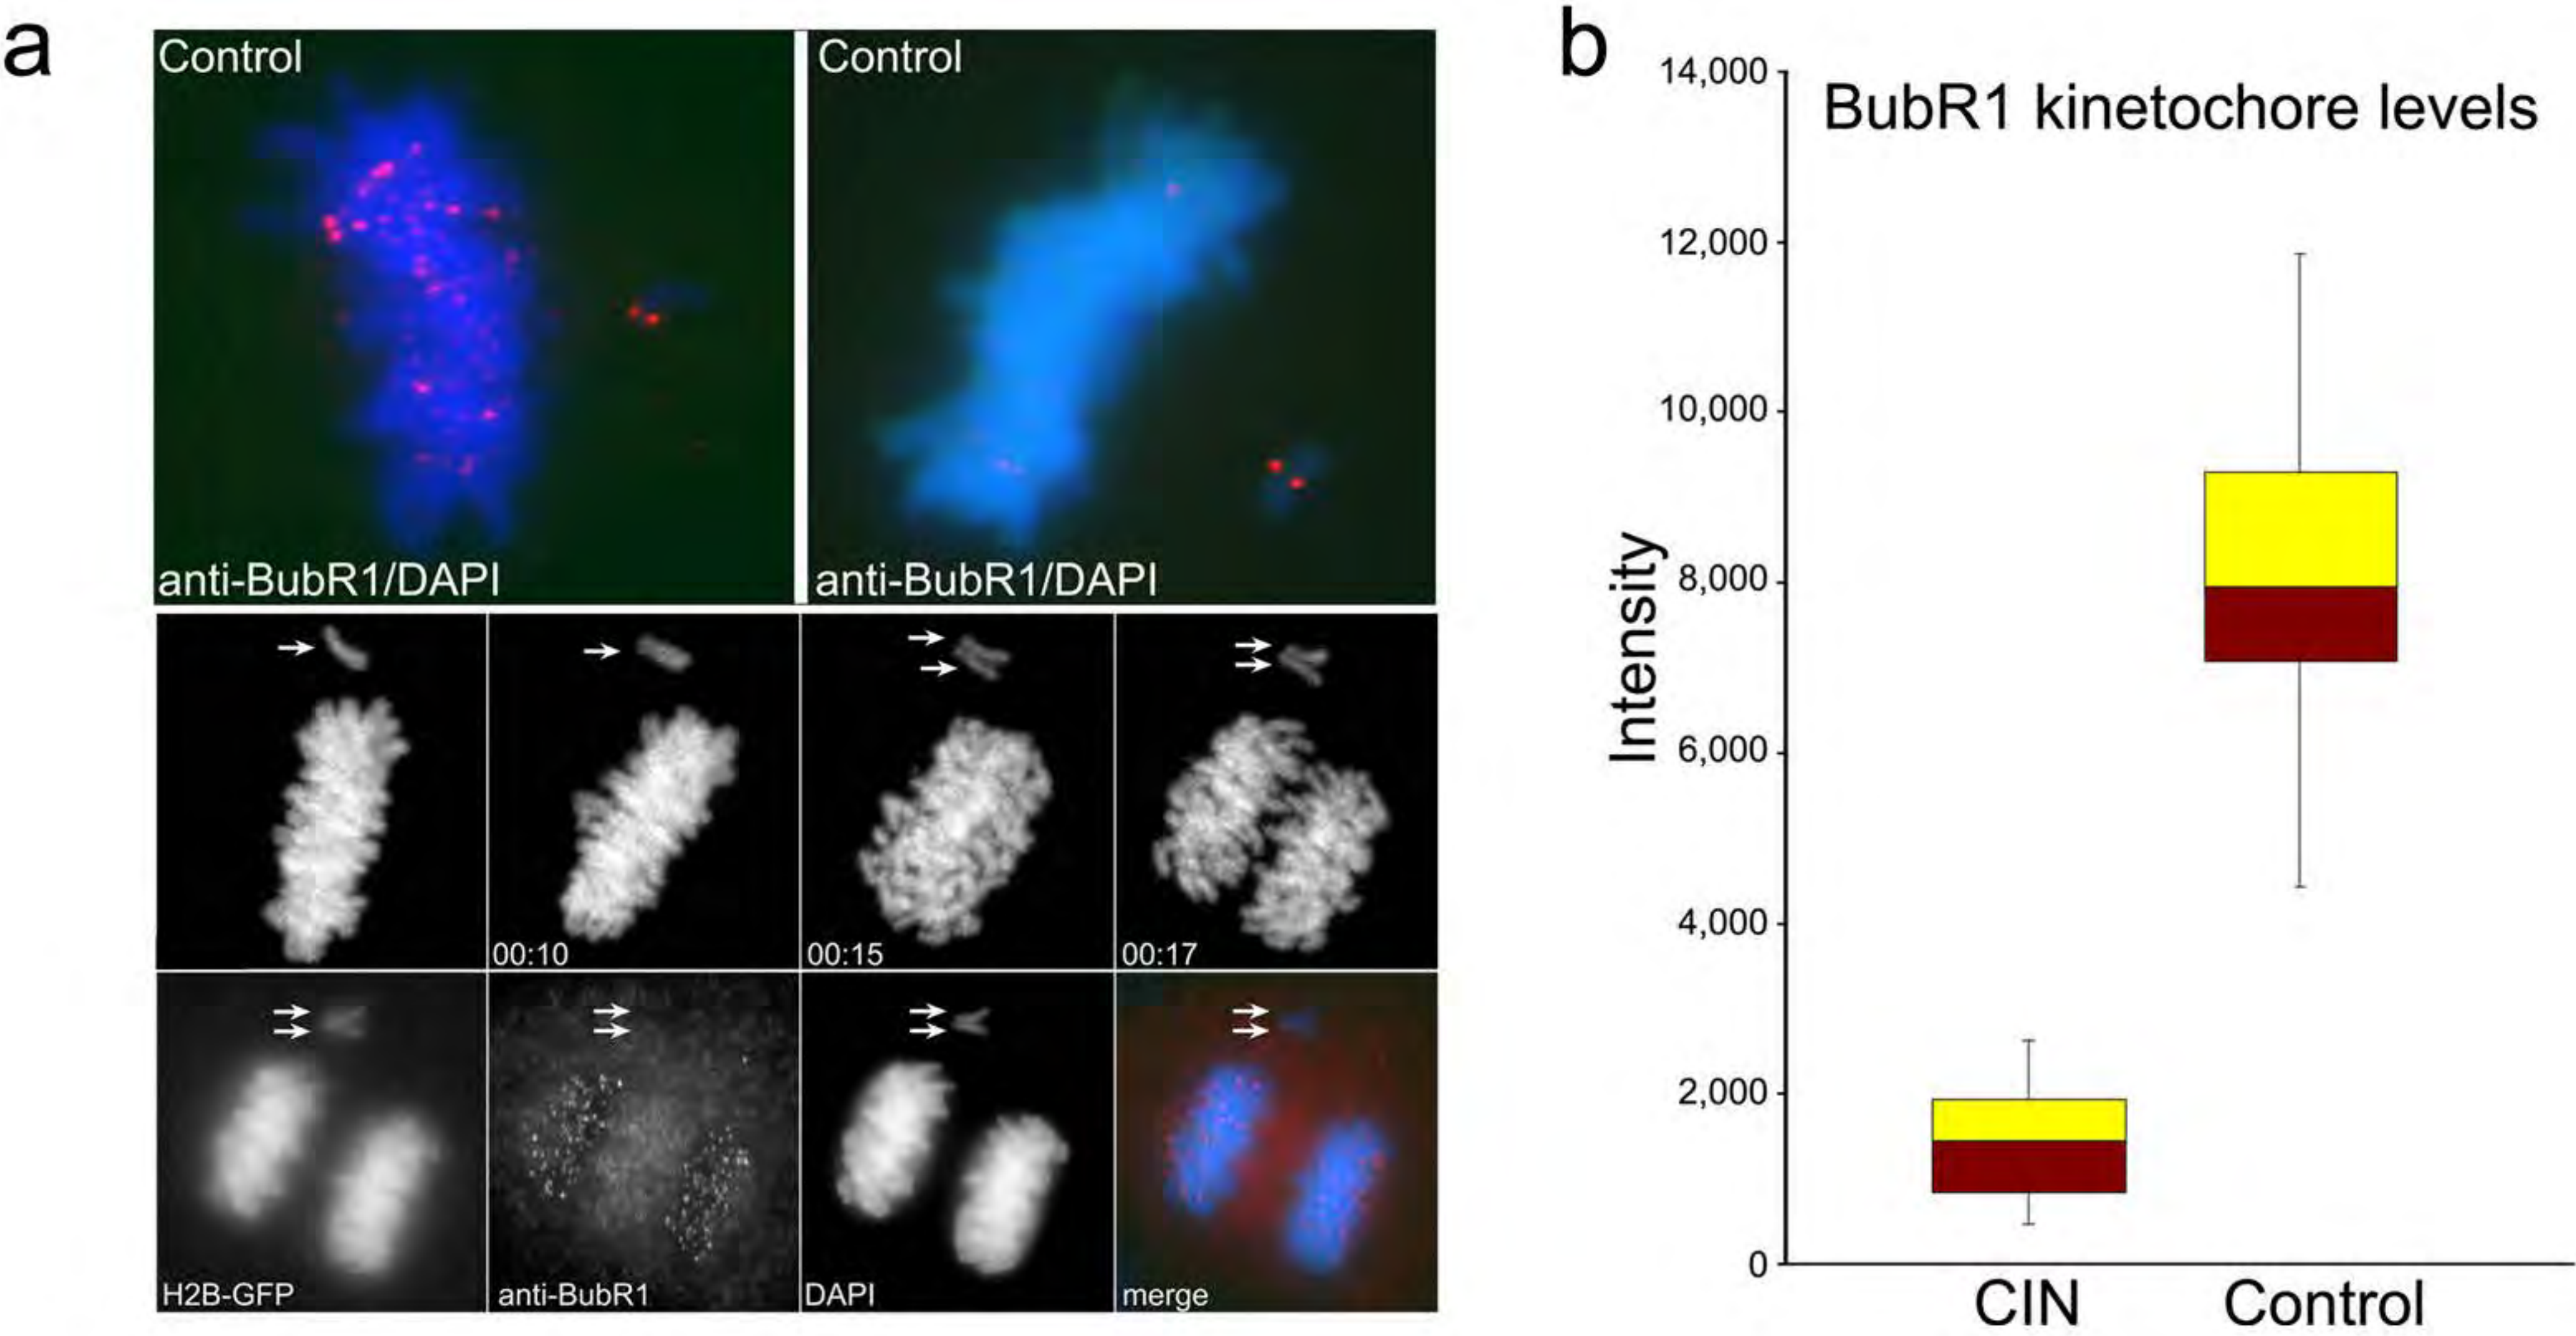 a
Control
Control
anti-BubR1/DAPI
anti-BubR1/DAPI
00:10
00:15
00:17
H2B-GFP
anti-BubR1
DAPI
merge
b
BubR1 kinetochore levels
Intensity
14,000
12,000
10,000
8,000
6,000
4,000
2,000
0
CIN
Control